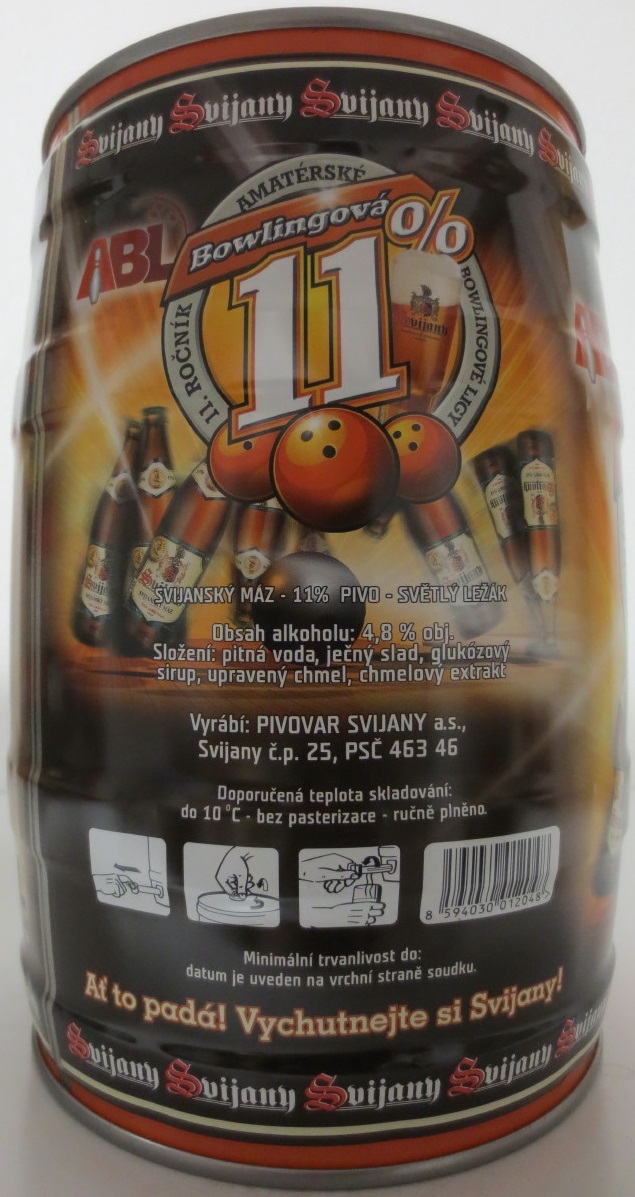 Svijany Svijany Svijany Svijany Svijany
AMATÉRSKÉ
ABL
Bowlingová
11%
11. ROČNÍK
BOWLINGOVÉ LIGY
Svijany
ŠVIJANSKÝ MÁZ - 11% PIVO - SVĚTLÝ LEŽÁK
Obsah alkoholu: 4,8 % obj.
Složení: pitná voda, ječný slad, glukózový
sirup, upravený chmel, chmelový extrakt
Vyrábí: PIVOVAR SVIJANY a.s.,
Svijany č.p. 25, PSČ 463 46
Doporučená teplota skladování:
do 10 °C - bez pasterizace - ručně plněno.
8 594030 012048
Minimální trvanlivost do:
datum je uveden na vrchní straně soudku.
Ať to padá! Vychutnejte si Svijany!
Svijany Svijany Svijany Svijany